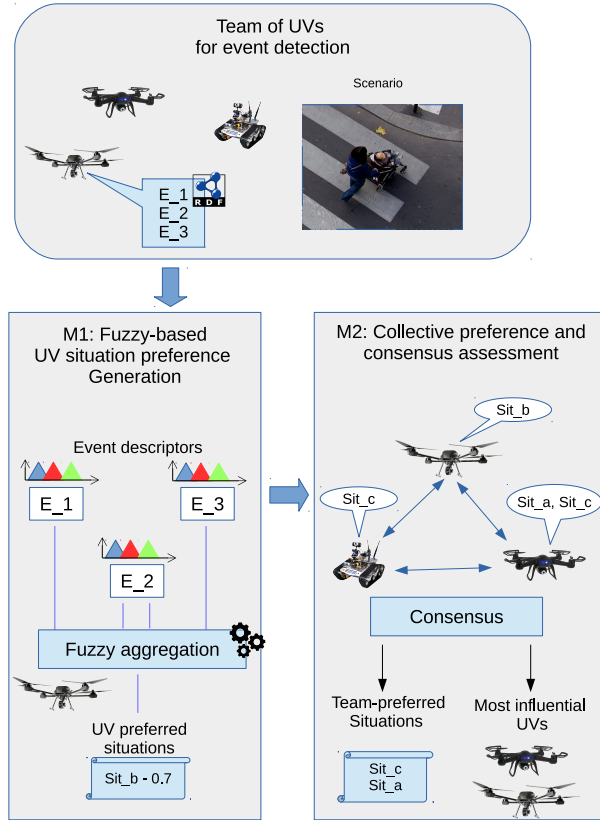 Team of UVs
for event detection
Scenario
E_1
E_2
E_3
R D F
M1: Fuzzy-based
UV situation preference
Generation
Event descriptors
E_1
E_3
E_2
Fuzzy aggregation
UV preferred
situations
Sit_b - 0.7
M2: Collective preference and
consensus assessment
Sit_b
Sit_c
Sit_a, Sit_c
Consensus
Team-preferred
Situations
Most influential
UVs
Sit_c
Sit_a